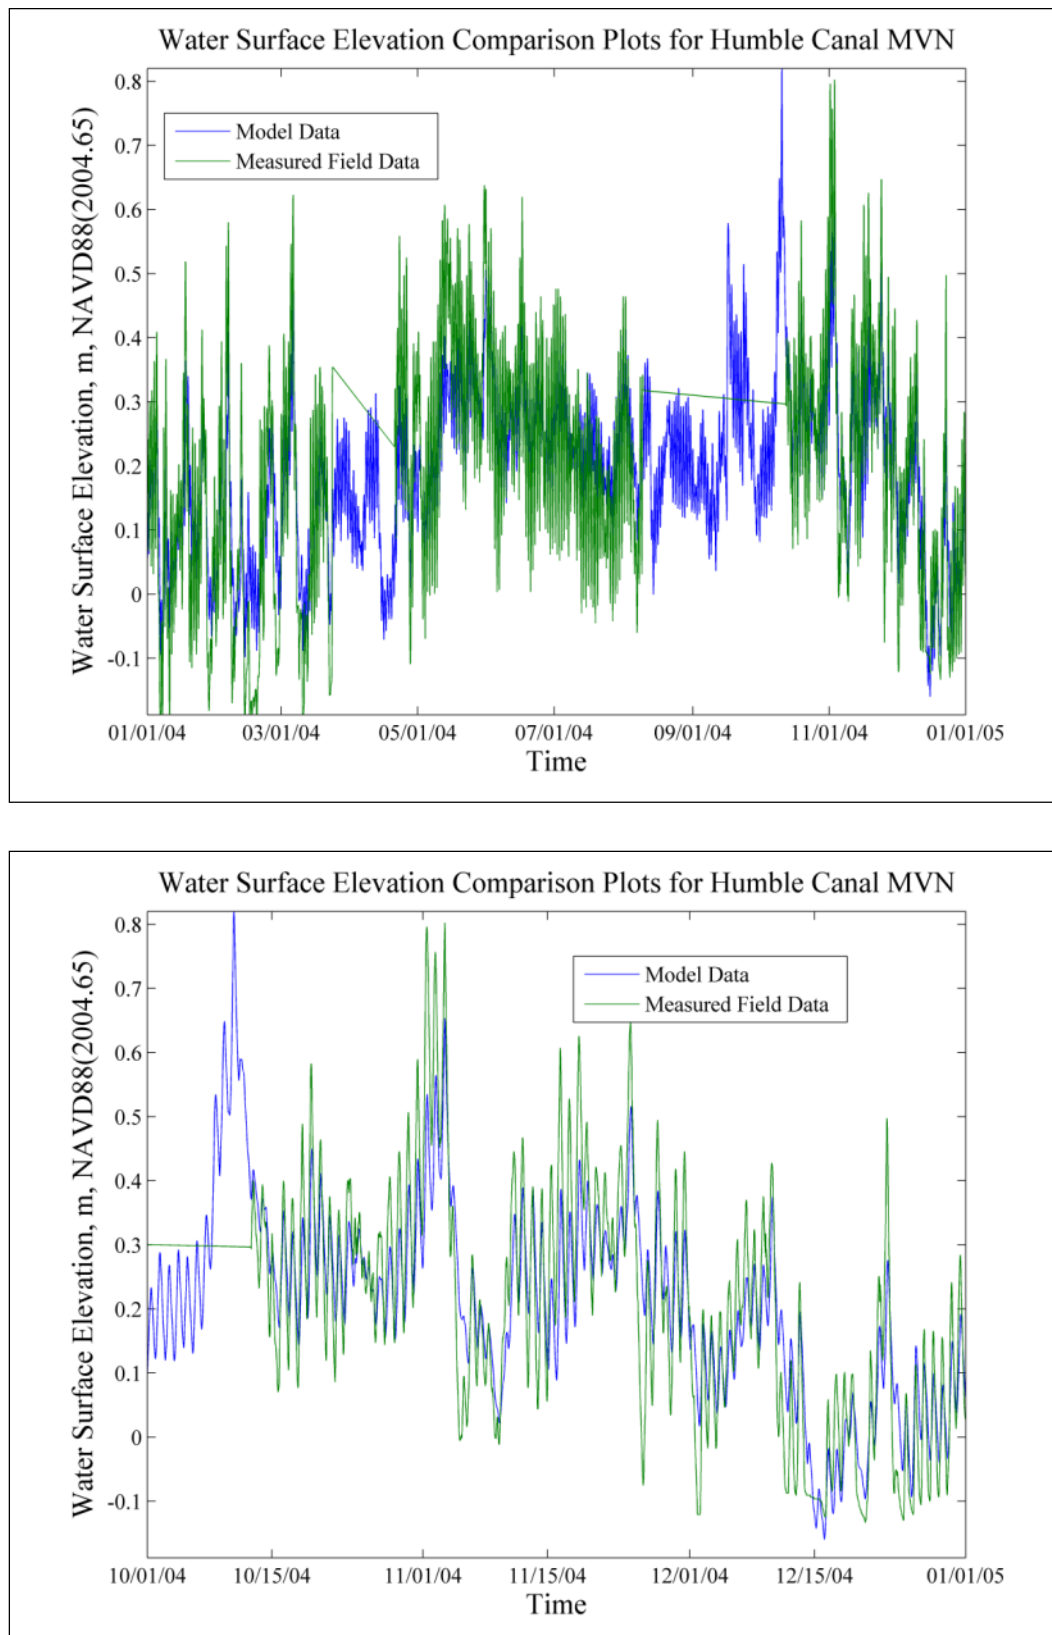 Water Surface Elevation Comparison Plots for Humble Canal MVN
Water Surface Elevation, m, NAVD88(2004.65)
0.8
0.7
0.6
0.5
0.4
0.3
0.2
0.1
0
-0.1
Model Data
Measured Field Data
01/01/04 03/01/04 05/01/04 07/01/04 09/01/04 11/01/04 01/01/05
Time
Water Surface Elevation Comparison Plots for Humble Canal MVN
Water Surface Elevation, m, NAVD88(2004.65)
0.8
0.7
0.6
0.5
0.4
0.3
0.2
0.1
0
-0.1
Model Data
Measured Field Data
10/01/04 10/15/04 11/01/04 11/15/04 12/01/04 12/15/04 01/01/05
Time